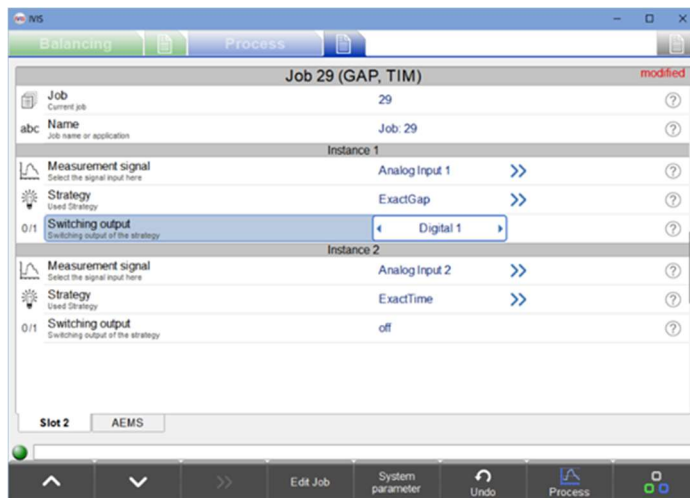 IVIS
Balancing
Process
Job 29 (GAP, TIM)
modified
Job
Current job
29
?
abc
Name
Job name or application
Job: 29
?
Instance 1
Measurement signal
Select the signal input here
Analog Input 1
?
Strategy
Used Strategy
ExactGap
?
0/1
Switching output
Switching output of the strategy
Digital 1
?
Instance 2
Measurement signal
Select the signal input here
Analog Input 2
?
Strategy
Used Strategy
ExactTime
?
0/1
Switching output
Switching output of the strategy
off
?
Slot 2
AEMS
Edit Job
System
parameter
Undo
Process